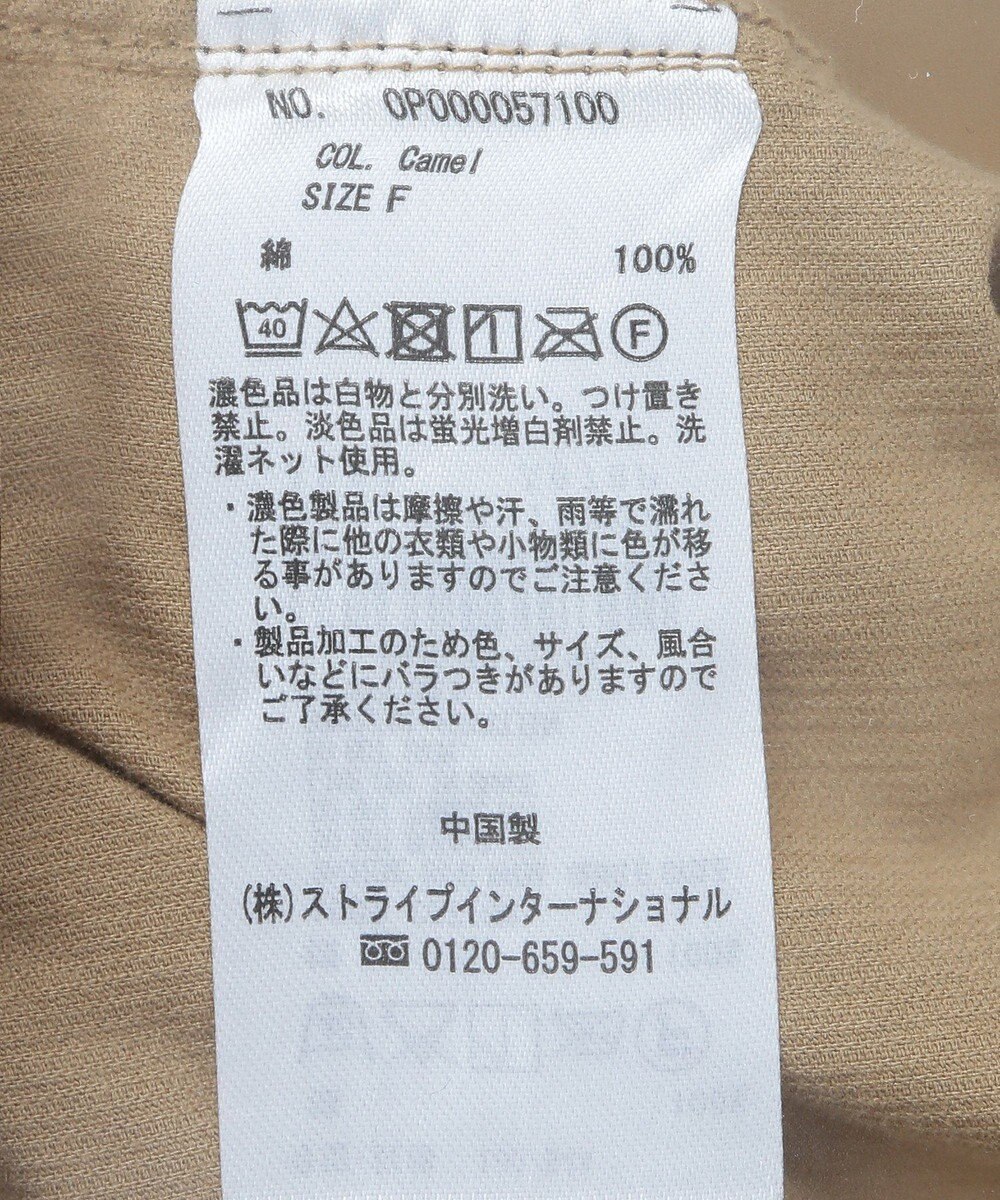 NO. OP000057100
COL. Camel
SIZE F
綿 100%
40 F
濃色品は白物と分別洗い。つけ置き
禁止。淡色品は蛍光増白剤禁止。洗
濯ネット使用。
・濃色製品は摩擦や汗、雨等で濡れ
た際に他の衣類や小物類に色が移
る事がありますのでご注意くださ
い。
・製品加工のため色、サイズ、風合
いなどにバラつきがありますので
ご了承ください。
中国製
(株)ストライプインターナショナル
0120-659-591